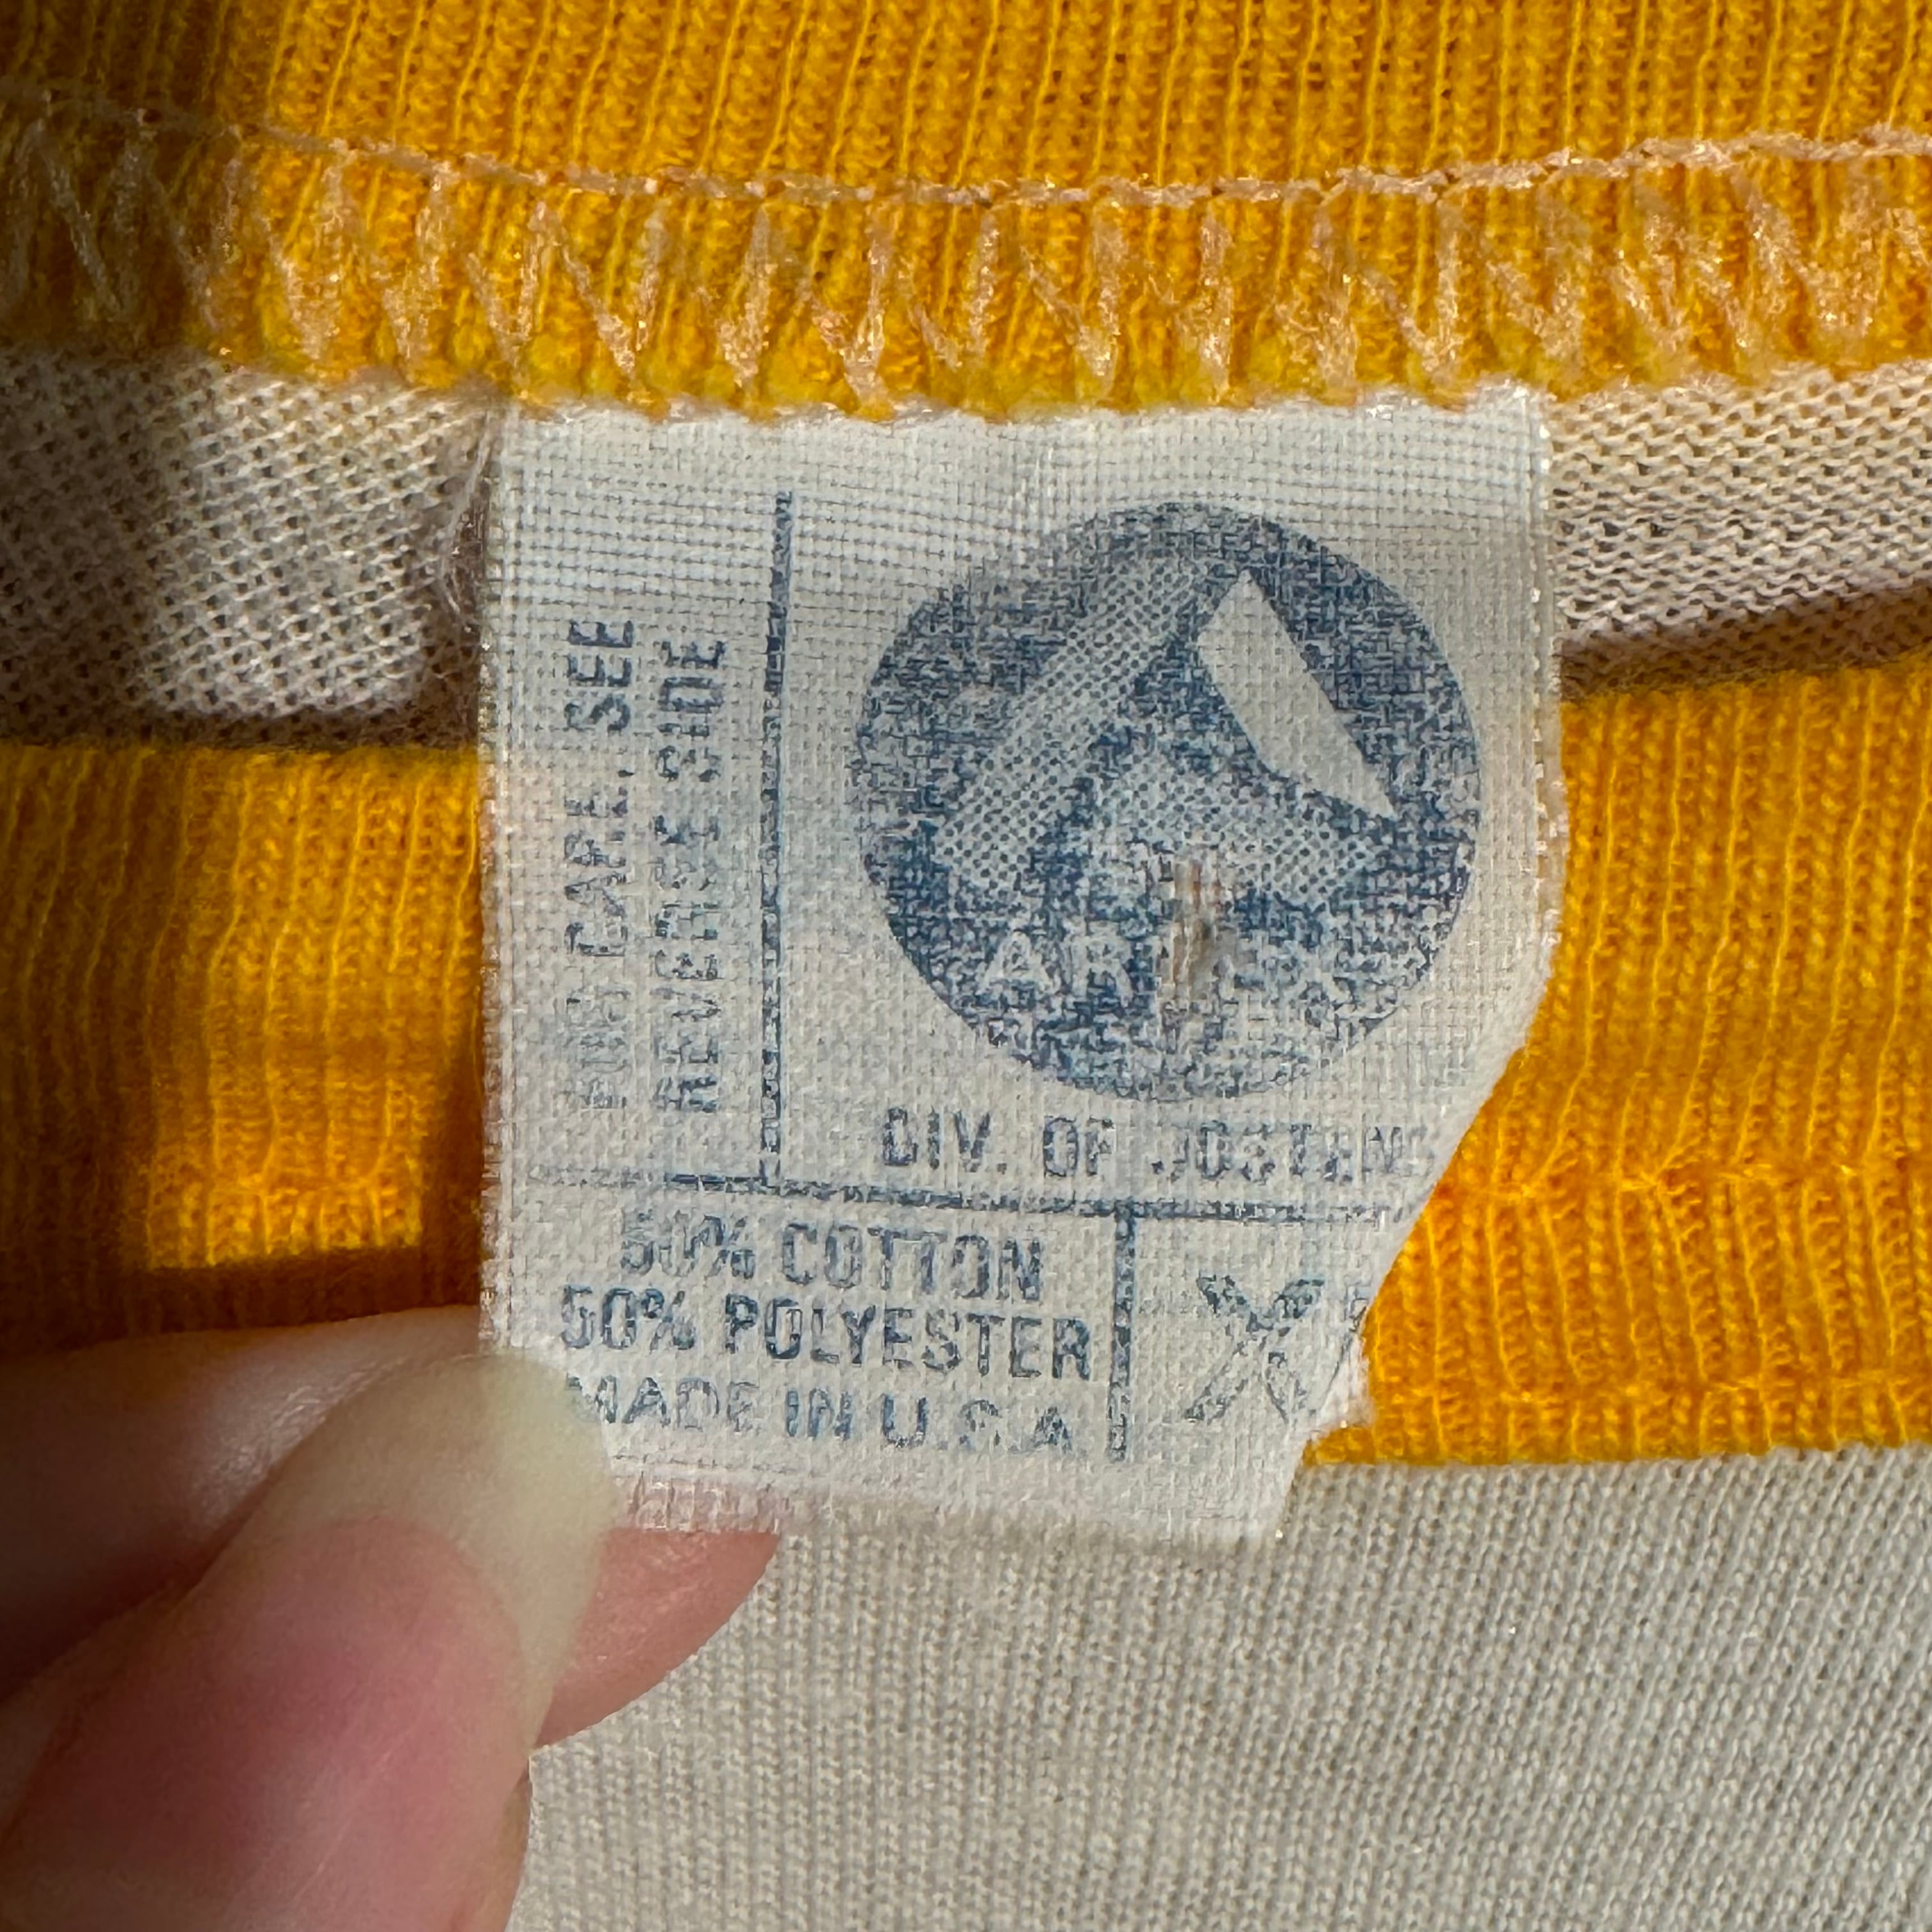 FOR CARE, SEE
REVERSE SIDE
DIV. OF JOSTENS
50% COTTON
50% POLYESTER
MADE IN U.S.A